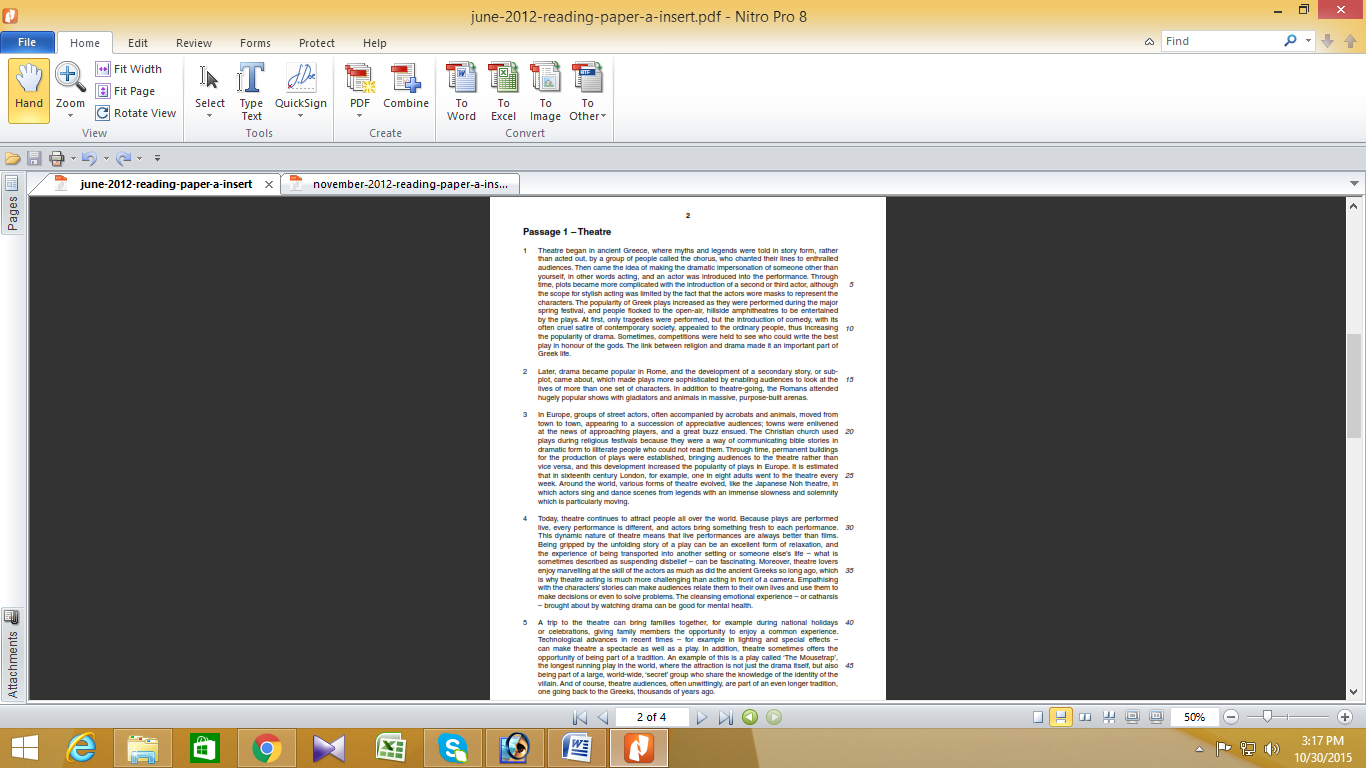 june-2012-reading-paper-a-insert.pdf - Nitro Pro 8
File Home Edit Review Forms Protect Help Find
Hand Zoom Fit Width Fit Page Rotate View Select Type Text QuickSign PDF Combine To Word To Excel To Image To Other
View Tools Create Convert
june-2012-reading-paper-a-insert november-2012-reading-paper-a-ins...
Pages
2
Passage 1 – Theatre
1 Theatre began in ancient Greece, where myths and legends were told in story form, rather
than acted out, by a group of people called the chorus, who chanted their lines to enthralled
audiences. Then came the idea of making the dramatic impersonation of someone other than
yourself, in other words acting, and an actor was introduced into the performance. Through
time, plots became more complicated with the introduction of a second or third actor, although 5
the scope for stylish acting was limited by the fact that the actors wore masks to represent the
characters. The popularity of Greek plays increased as they were performed during the major
spring festival, and people flocked to the open-air, hillside amphitheatres to be entertained
by the plays. At first, only tragedies were performed, but the introduction of comedy, with its
often cruel satire of contemporary society, appealed to the ordinary people, thus increasing 10
the popularity of drama. Sometimes, competitions were held to see who could write the best
play in honour of the gods. The link between religion and drama made it an important part of
Greek life.
2 Later, drama became popular in Rome, and the development of a secondary story, or sub-
plot, came about, which made plays more sophisticated by enabling audiences to look at the 15
lives of more than one set of characters. In addition to theatre-going, the Romans attended
hugely popular shows with gladiators and animals in massive, purpose-built arenas.
3 In Europe, groups of street actors, often accompanied by acrobats and animals, moved from
town to town, appearing to a succession of appreciative audiences; towns were enlivened
at the news of approaching players, and a great buzz ensued. The Christian church used 20
plays during religious festivals because they were a way of communicating bible stories in
dramatic form to illiterate people who could not read them. Through time, permanent buildings
for the production of plays were established, bringing audiences to the theatre rather than
vice versa, and this development increased the popularity of plays in Europe. It is estimated
that in sixteenth century London, for example, one in eight adults went to the theatre every 25
week. Around the world, various forms of theatre evolved, like the Japanese Noh theatre, in
which actors sing and dance scenes from legends with an immense slowness and solemnity
which is particularly moving.
4 Today, theatre continues to attract people all over the world. Because plays are performed
live, every performance is different, and actors bring something fresh to each performance. 30
This dynamic nature of theatre means that live performances are always better than films.
Being gripped by the unfolding story of a play can be an excellent form of relaxation, and
the experience of being transported into another setting or someone else's life – what is
sometimes described as suspending disbelief – can be fascinating. Moreover, theatre lovers
enjoy marvelling at the skill of the actors as much as did the ancient Greeks so long ago, which 35
is why theatre acting is much more challenging than acting in front of a camera. Empathising
with the characters' stories can make audiences relate them to their own lives and use them to
make decisions or even to solve problems. The cleansing emotional experience – or catharsis
– brought about by watching drama can be good for mental health.
5 A trip to the theatre can bring families together, for example during national holidays 40
or celebrations, giving family members the opportunity to enjoy a common experience.
Technological advances in recent times – for example in lighting and special effects –
can make theatre a spectacle as well as a play. In addition, theatre sometimes offers the
opportunity of being part of a tradition. An example of this is a play called 'The Mousetrap',
the longest running play in the world, where the attraction is not just the drama itself, but also 45
being part of a large, world-wide, 'secret' group who share the knowledge of the identity of the
villain. And of course, theatre audiences, often unwittingly, are part of an even longer tradition,
one going back to the Greeks, thousands of years ago.
Attachments
2 of 4 50%
3:17 PM
10/30/2015